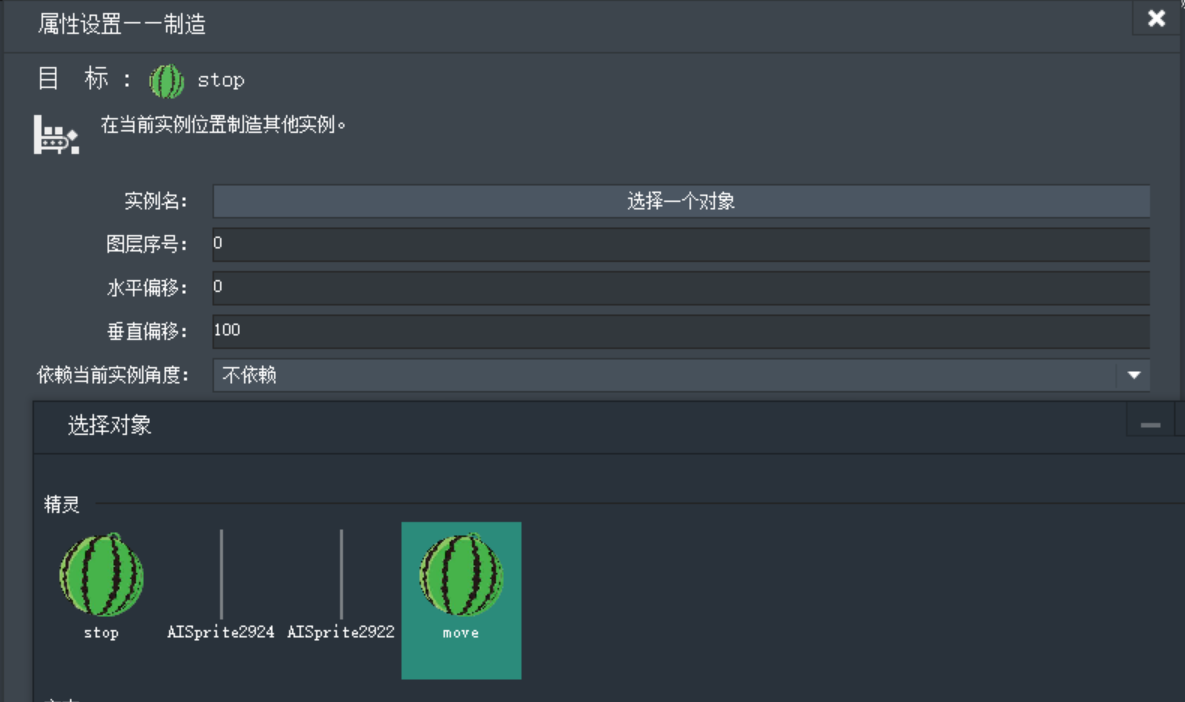 属性设置一一制造
目 标 : stop
在当前实例位置制造其他实例。
实例名: 选择一个对象
图层序号: 0
水平偏移: 0
垂直偏移: 100
依赖当前实例角度: 不依赖
选择对象
精灵
stop AISprite2924 AISprite2922 move